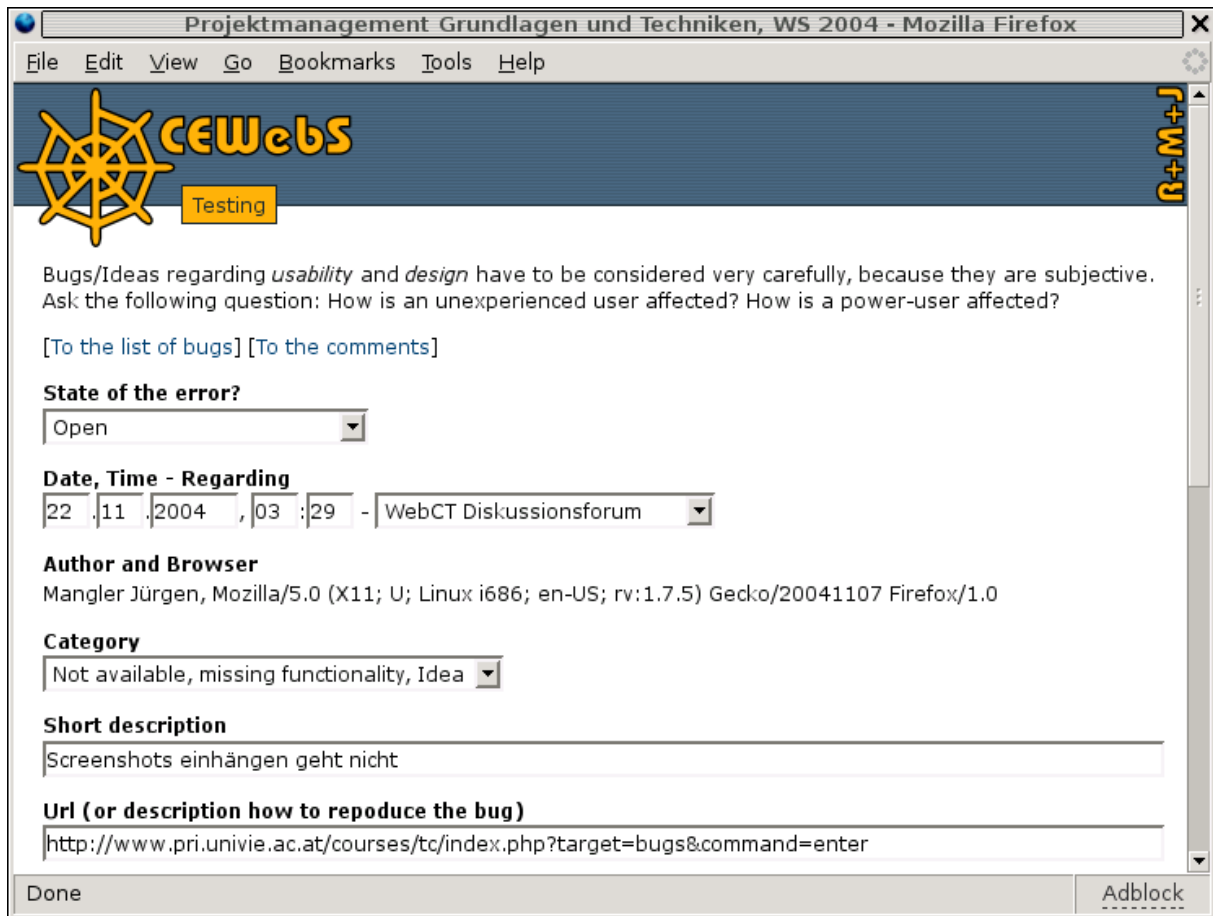 Projektmanagement Grundlagen und Techniken, WS 2004 - Mozilla Firefox
File Edit View Go Bookmarks Tools Help
CEWebS
J+W+R
Testing
Bugs/Ideas regarding usability and design have to be considered very carefully, because they are subjective.
Ask the following question: How is an unexperienced user affected? How is a power-user affected?
[To the list of bugs] [To the comments]
State of the error?
Open
Date, Time - Regarding
22 .11 .2004 , 03 :29 - WebCT Diskussionsforum
Author and Browser
Mangler Jürgen, Mozilla/5.0 (X11; U; Linux i686; en-US; rv:1.7.5) Gecko/20041107 Firefox/1.0
Category
Not available, missing functionality, Idea
Short description
Screenshots einhängen geht nicht
Url (or description how to repoduce the bug)
http://www.pri.univie.ac.at/courses/tc/index.php?target=bugs&command=enter
Done Adblock